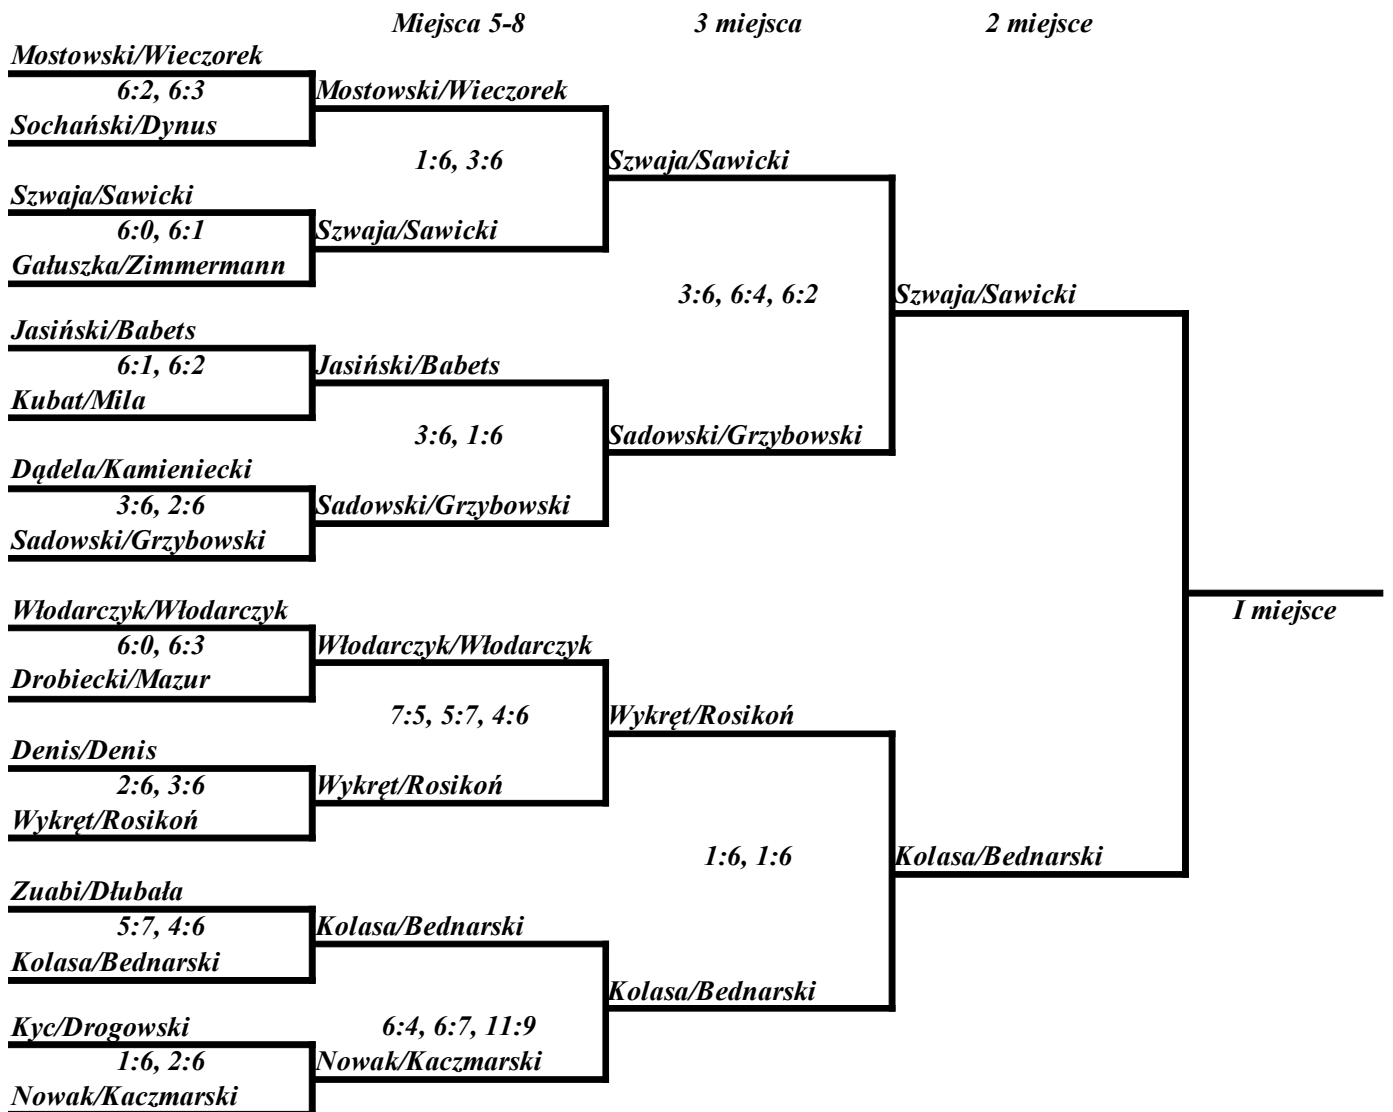 Miejsca 5-8 3 miejsca 2 miejsce
Mostowski/Wieczorek
6:2, 6:3
Mostowski/Wieczorek
Sochański/Dynus
1:6, 3:6
Szwaja/Sawicki
Szwaja/Sawicki
6:0, 6:1
Szwaja/Sawicki
Gałuszka/Zimmermann
3:6, 6:4, 6:2
Szwaja/Sawicki
Jasiński/Babets
6:1, 6:2
Jasiński/Babets
Kubat/Mila
3:6, 1:6
Sadowski/Grzybowski
Dądela/Kamieniecki
3:6, 2:6
Sadowski/Grzybowski
Sadowski/Grzybowski
Włodarczyk/Włodarczyk
I miejsce
6:0, 6:3
Włodarczyk/Włodarczyk
Drobiecki/Mazur
7:5, 5:7, 4:6
Wykręt/Rosikoń
Denis/Denis
2:6, 3:6
Wykręt/Rosikoń
Wykręt/Rosikoń
1:6, 1:6
Kolasa/Bednarski
Zuabi/Dłubała
5:7, 4:6
Kolasa/Bednarski
Kolasa/Bednarski
Kolasa/Bednarski
Kyc/Drogowski
6:4, 6:7, 11:9
1:6, 2:6
Nowak/Kaczmarski
Nowak/Kaczmarski